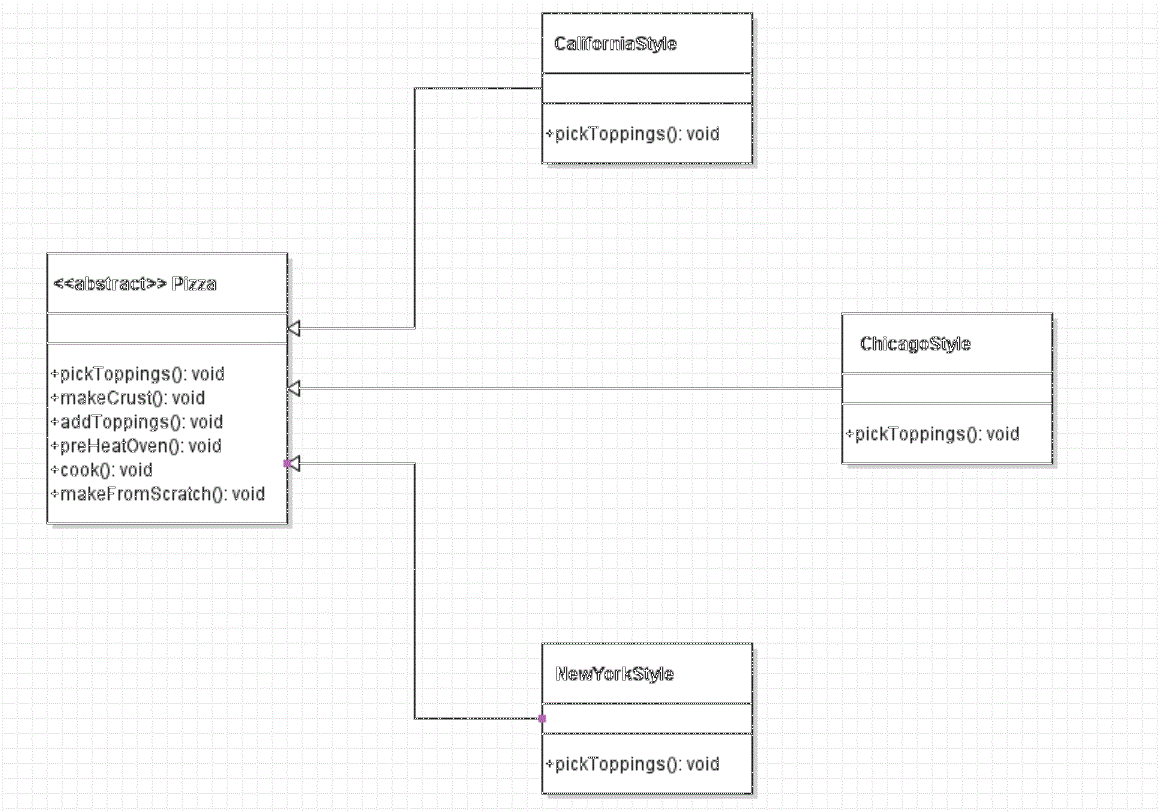 CaliforniaStyle
+pickToppings(): void
<<abstract>> Pizza
+pickToppings(): void
+makeCrust(): void
+addToppings(): void
+preHeatOven(): void
+cook(): void
+makeFromScratch(): void
ChicagoStyle
+pickToppings(): void
NewYorkStyle
+pickToppings(): void